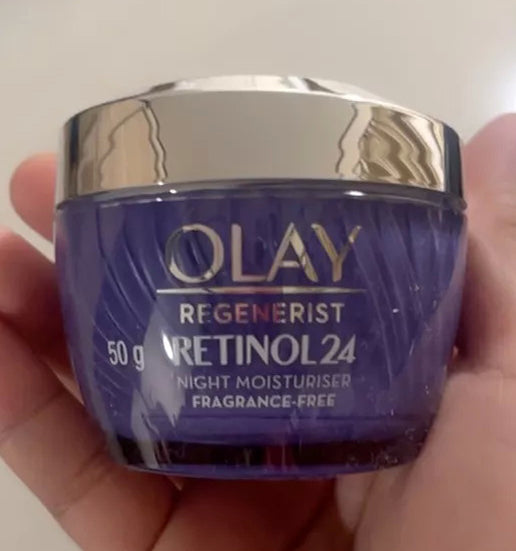 OLAY
REGENERIST
50 g RETINOL 24
NIGHT MOISTURISER
FRAGRANCE-FREE